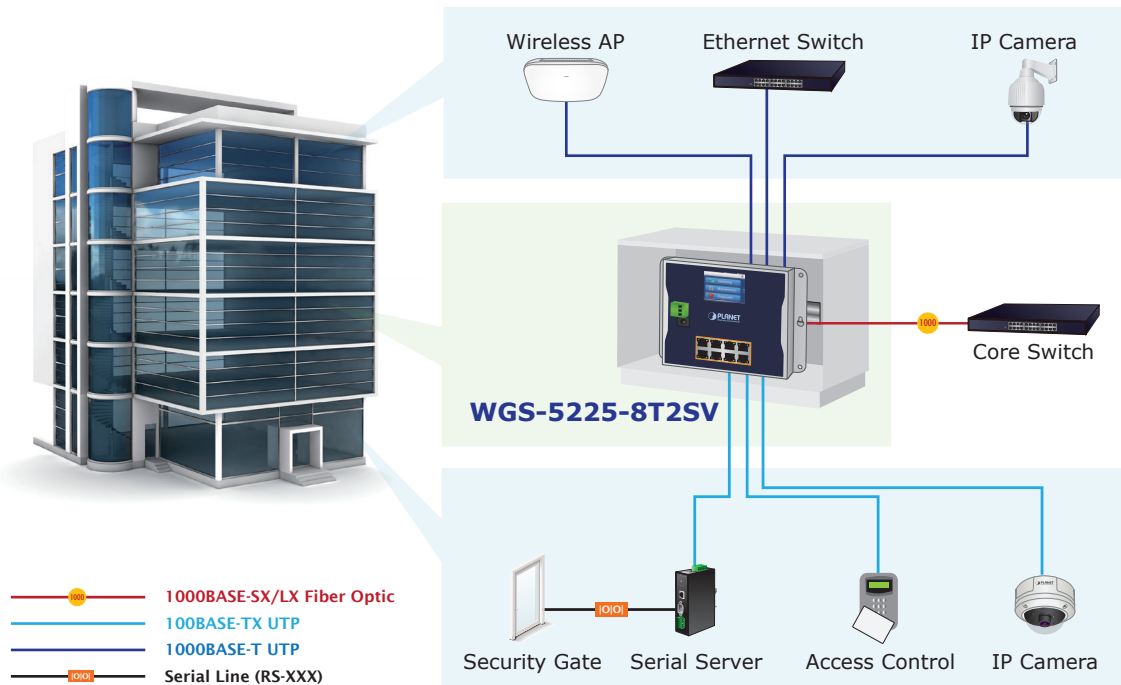 Wireless AP
Ethernet Switch
IP Camera
PLANET
1000
Core Switch
WGS-5225-8T2SV
|O|O|
PLANET
Security Gate
Serial Server
Access Control
IP Camera
1000
1000BASE-SX/LX Fiber Optic
100BASE-TX UTP
1000BASE-T UTP
|O|O|
Serial Line (RS-XXX)